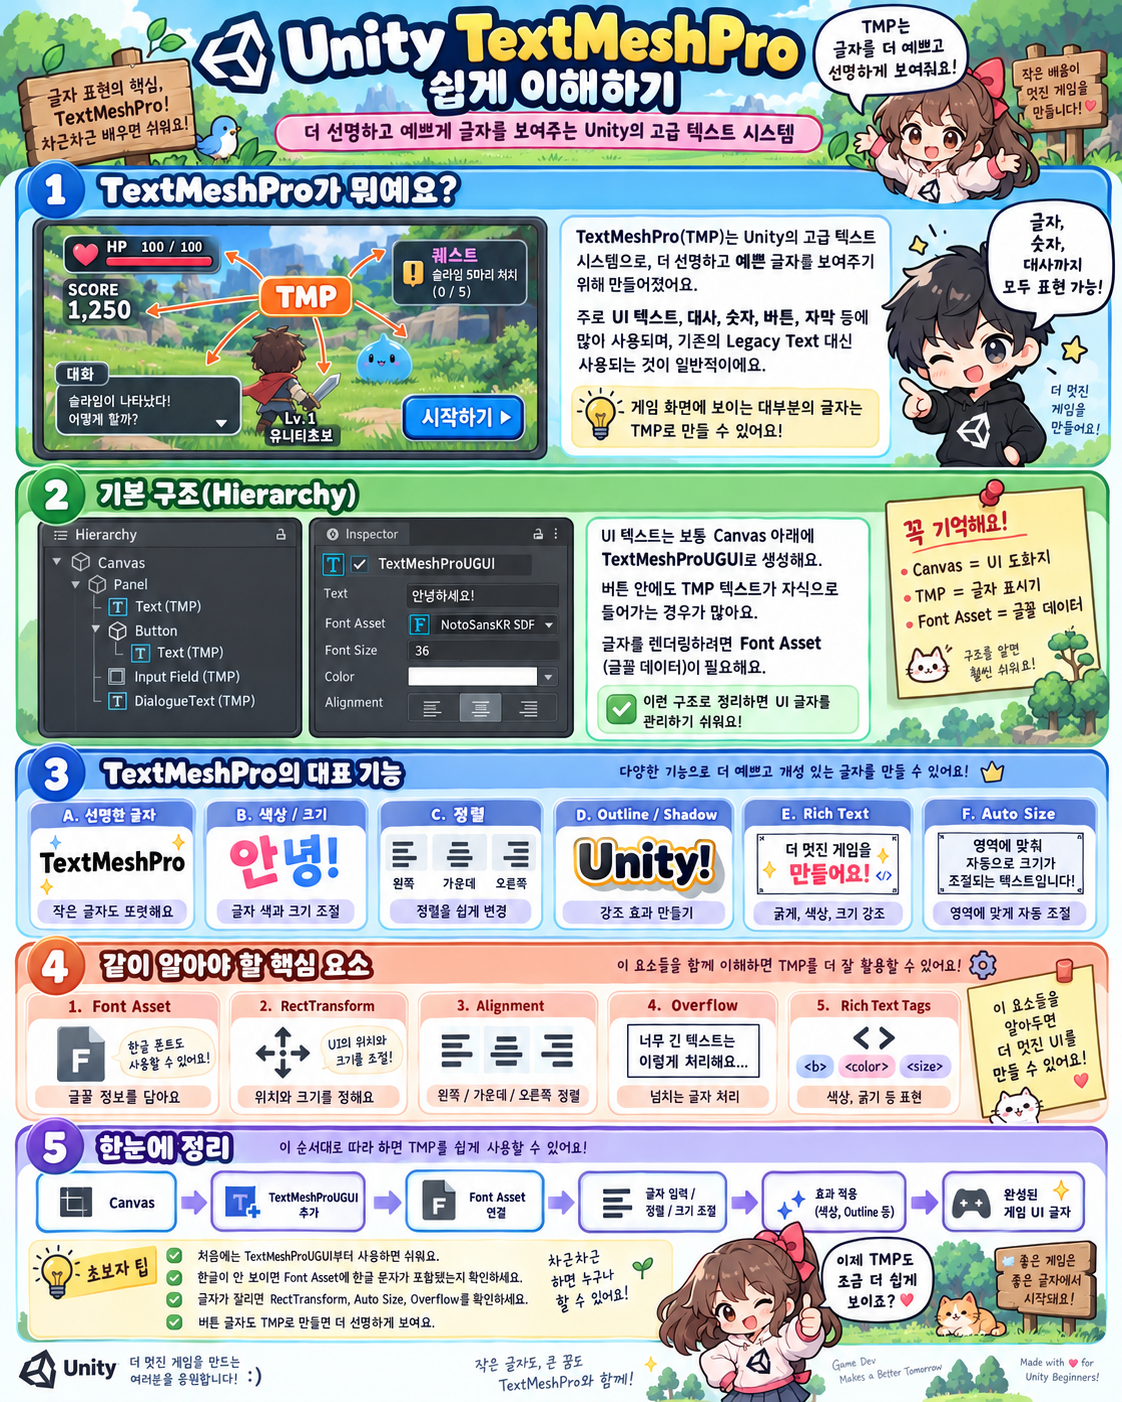 글자 표현의 핵심,
TextMeshPro!
차근차근 배우면 쉬워요!
Unity TextMeshPro
쉽게 이해하기
더 선명하고 예쁘게 글자를 보여주는 Unity의 고급 텍스트 시스템
TMP는
글자를 더 예쁘고
선명하게 보여줘요!
작은 배움이
멋진 게임을
만듭니다!
1 TextMeshPro가 뭐예요?
HP 100 / 100
SCORE
1,250
TMP
퀘스트
슬라임 5마리 처치
(0 / 5)
대화
슬라임이 나타났다!
어떻게 할까?
Lv.1
유니티초보
시작하기
TextMeshPro(TMP)는 Unity의 고급 텍스트
시스템으로, 더 선명하고 예쁜 글자를 보여주기
위해 만들어졌어요.
주로 UI 텍스트, 대사, 숫자, 버튼, 자막 등에
많이 사용되며, 기존의 Legacy Text 대신
사용되는 것이 일반적이에요.
게임 화면에 보이는 대부분의 글자는
TMP로 만들 수 있어요!
글자,
숫자,
대사까지
모두 표현 가능!
더 멋진
게임을
만들어요!
2 기본 구조(Hierarchy)
Hierarchy
Canvas
Panel
Text (TMP)
Button
Text (TMP)
Input Field (TMP)
DialogueText (TMP)
Inspector
TextMeshProUGUI
Text 안녕하세요!
Font Asset F NotoSansKR SDF
Font Size 36
Color
Alignment
UI 텍스트는 보통 Canvas 아래에
TextMeshProUGUI로 생성해요.
버튼 안에도 TMP 텍스트가 자식으로
들어가는 경우가 많아요.
글자를 렌더링하려면 Font Asset
(글꼴 데이터)이 필요해요.
이런 구조로 정리하면 UI 글자를
관리하기 쉬워요!
꼭 기억해요!
• Canvas = UI 도화지
• TMP = 글자 표시기
• Font Asset = 글꼴 데이터
구조를 알면
훨씬 쉬워요!
3 TextMeshPro의 대표 기능
다양한 기능으로 더 예쁘고 개성 있는 글자를 만들 수 있어요!
A. 선명한 글자
TextMeshPro
작은 글자도 또렷해요
B. 색상 / 크기
안녕!
글자 색과 크기 조절
C. 정렬
왼쪽 가운데 오른쪽
정렬을 쉽게 변경
D. Outline / Shadow
Unity!
강조 효과 만들기
E. Rich Text
더 멋진 게임을
만들어요! </>
굵게, 색상, 크기 강조
F. Auto Size
영역에 맞춰
자동으로 크기가
조절되는 텍스트입니다!
영역에 맞게 자동 조절
4 같이 알아야 할 핵심 요소
이 요소들을 함께 이해하면 TMP를 더 잘 활용할 수 있어요!
1. Font Asset
F
한글 폰트도
사용할 수 있어요!
글꼴 정보를 담아요
2. RectTransform
UI의 위치와
크기를 조절!
위치와 크기를 정해요
3. Alignment
왼쪽 / 가운데 / 오른쪽 정렬
4. Overflow
너무 긴 텍스트는
이렇게 처리해요...
넘치는 글자 처리
5. Rich Text Tags
<>
<b> <color> <size>
색상, 굵기 등 표현
이 요소들을
알아두면
더 멋진 UI를
만들 수 있어요!
5 한눈에 정리
이 순서대로 따라 하면 TMP를 쉽게 사용할 수 있어요!
Canvas
TextMeshProUGUI
추가
Font Asset
연결
글자 입력 /
정렬 / 크기 조절
효과 적용
(색상, Outline 등)
완성된
게임 UI 글자
초보자 팁
처음에는 TextMeshProUGUI부터 사용하면 쉬워요.
한글이 안 보이면 Font Asset에 한글 문자가 포함됐는지 확인하세요.
글자가 잘리면 RectTransform, Auto Size, Overflow를 확인하세요.
버튼 글자도 TMP로 만들면 더 선명하게 보여요.
차근차근
하면 누구나
할 수 있어요!
이제 TMP도
조금 더 쉽게
보이죠?
좋은 게임은
좋은 글자에서
시작돼요!
Unity
더 멋진 게임을 만드는
여러분을 응원합니다! :)
작은 글자도, 큰 꿈도
TextMeshPro와 함께!
Game Dev
Makes a Better Tomorrow
Made with ♥ for
Unity Beginners!